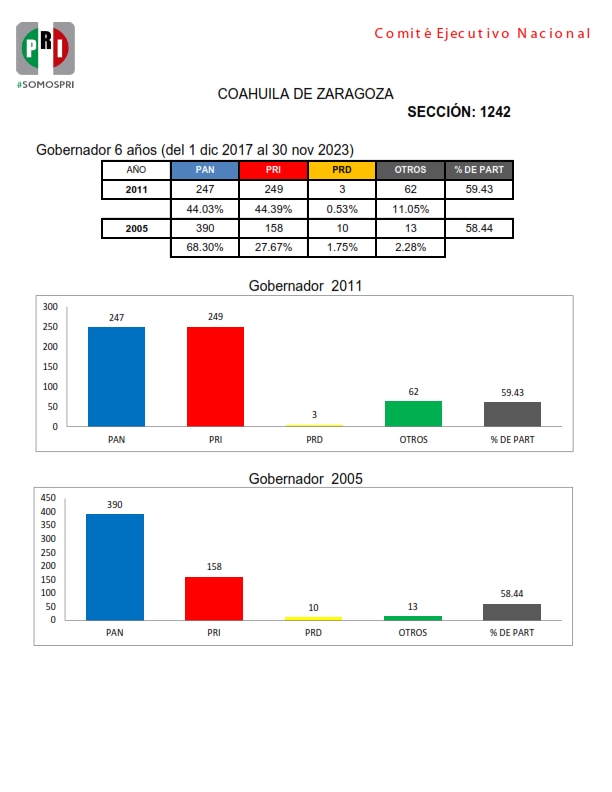 PRI
#SOMOSPRI
Comité Ejecutivo Nacional
COAHUILA DE ZARAGOZA
SECCIÓN: 1242
Gobernador 6 años (del 1 dic 2017 al 30 nov 2023)
AÑO PAN PRI PRD OTROS % DE PART
2011 247 249 3 62 59.43
44.03% 44.39% 0.53% 11.05%
2005 390 158 10 13 58.44
68.30% 27.67% 1.75% 2.28%
Gobernador 2011
300
250
200
150
100
50
0
247 249 3 62 59.43
PAN PRI PRD OTROS % DE PART
Gobernador 2005
450
400
350
300
250
200
150
100
50
0
390 158 10 13 58.44
PAN PRI PRD OTROS % DE PART